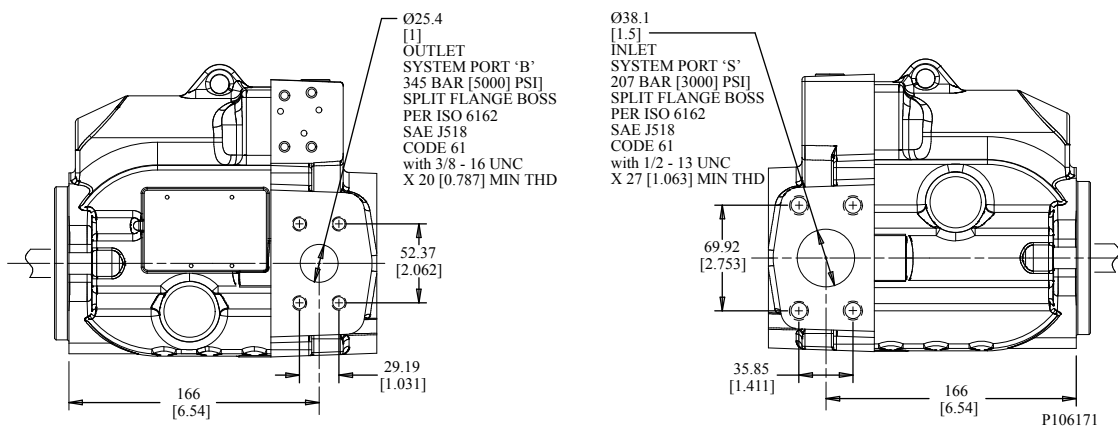 Ø25.4
[1]
OUTLET
SYSTEM PORT ‘B’
345 BAR [5000] PSI]
SPLIT FLANGE BOSS
PER ISO 6162
SAE J518
CODE 61
with 3/8 - 16 UNC
X 20 [0.787] MIN THD
52.37
[2.062]
29.19
[1.031]
166
[6.54]
Ø38.1
[1.5]
INLET
SYSTEM PORT ‘S’
207 BAR [3000] PSI]
SPLIT FLANGE BOSS
PER ISO 6162
SAE J518
CODE 61
with 1/2 - 13 UNC
X 27 [1.063] MIN THD
69.92
[2.753]
35.85
[1.411]
166
[6.54]
P106171